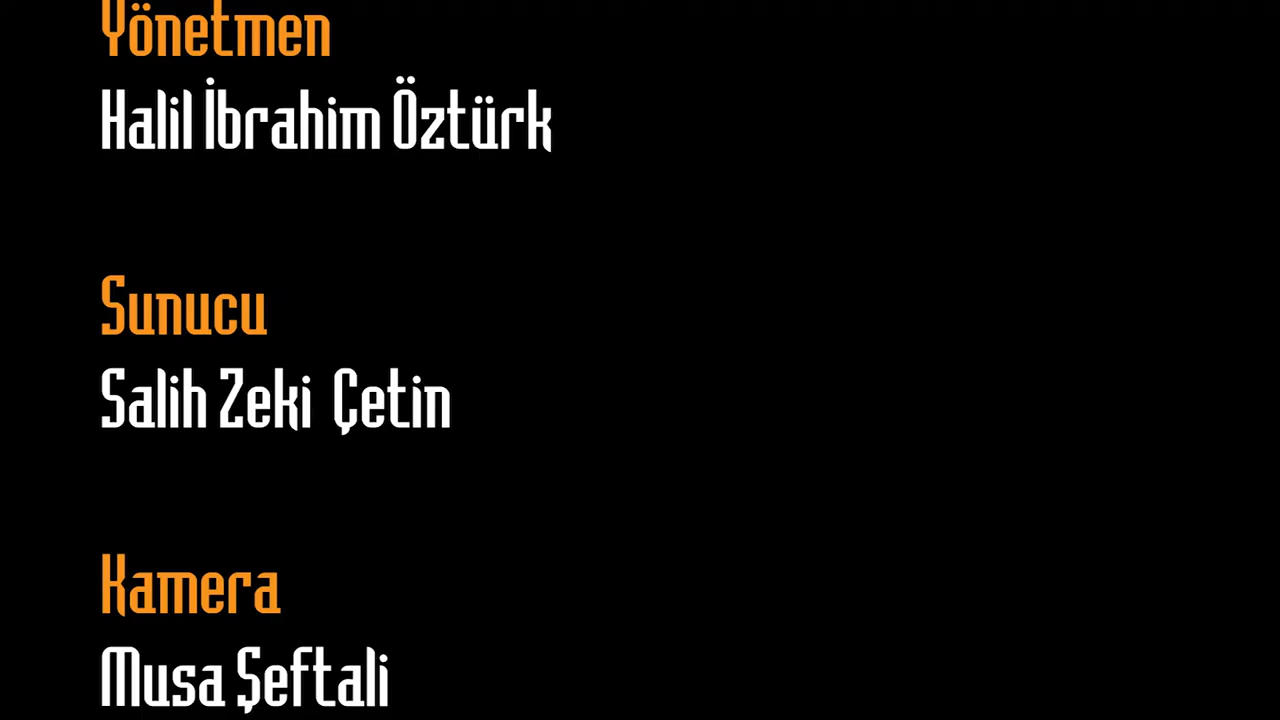 Yönetmen
Halil İbrahim Öztürk
Sunucu
Salih Zeki Çetin
Kamera
Musa Şeftali